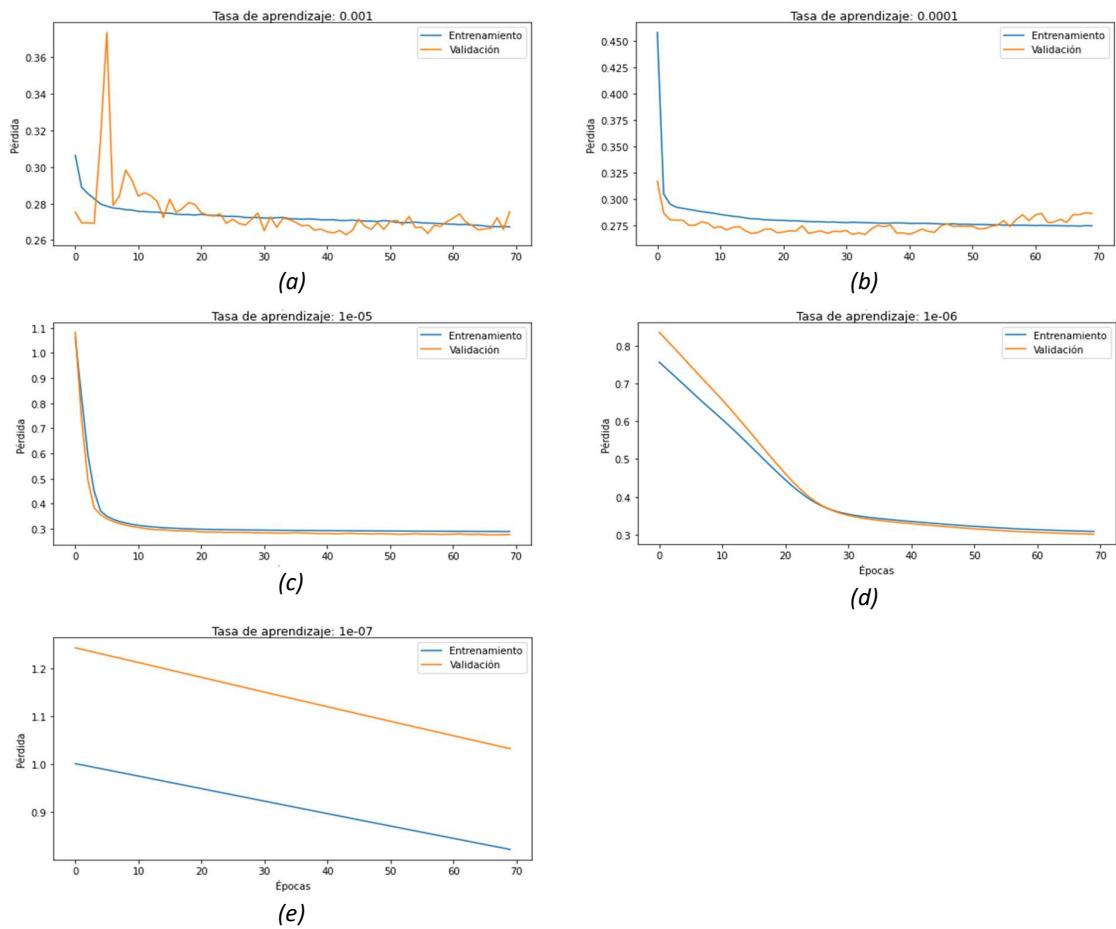 Tasa de aprendizaje: 0.001
Pérdida
0.36
0.34
0.32
0.30
0.28
0.26
Entrenamiento
Validación
0 10 20 30 40 50 60 70
(a)
Tasa de aprendizaje: 0.0001
Pérdida
0.450
0.425
0.400
0.375
0.350
0.325
0.300
0.275
Entrenamiento
Validación
0 10 20 30 40 50 60 70
(b)
Tasa de aprendizaje: 1e-05
Pérdida
1.1
1.0
0.9
0.8
0.7
0.6
0.5
0.4
0.3
Entrenamiento
Validación
0 10 20 30 40 50 60 70
(c)
Tasa de aprendizaje: 1e-06
Pérdida
0.8
0.7
0.6
0.5
0.4
0.3
Entrenamiento
Validación
0 10 20 30 40 50 60 70
Épocas
(d)
Tasa de aprendizaje: 1e-07
Pérdida
1.2
1.1
1.0
0.9
Entrenamiento
Validación
0 10 20 30 40 50 60 70
Épocas
(e)